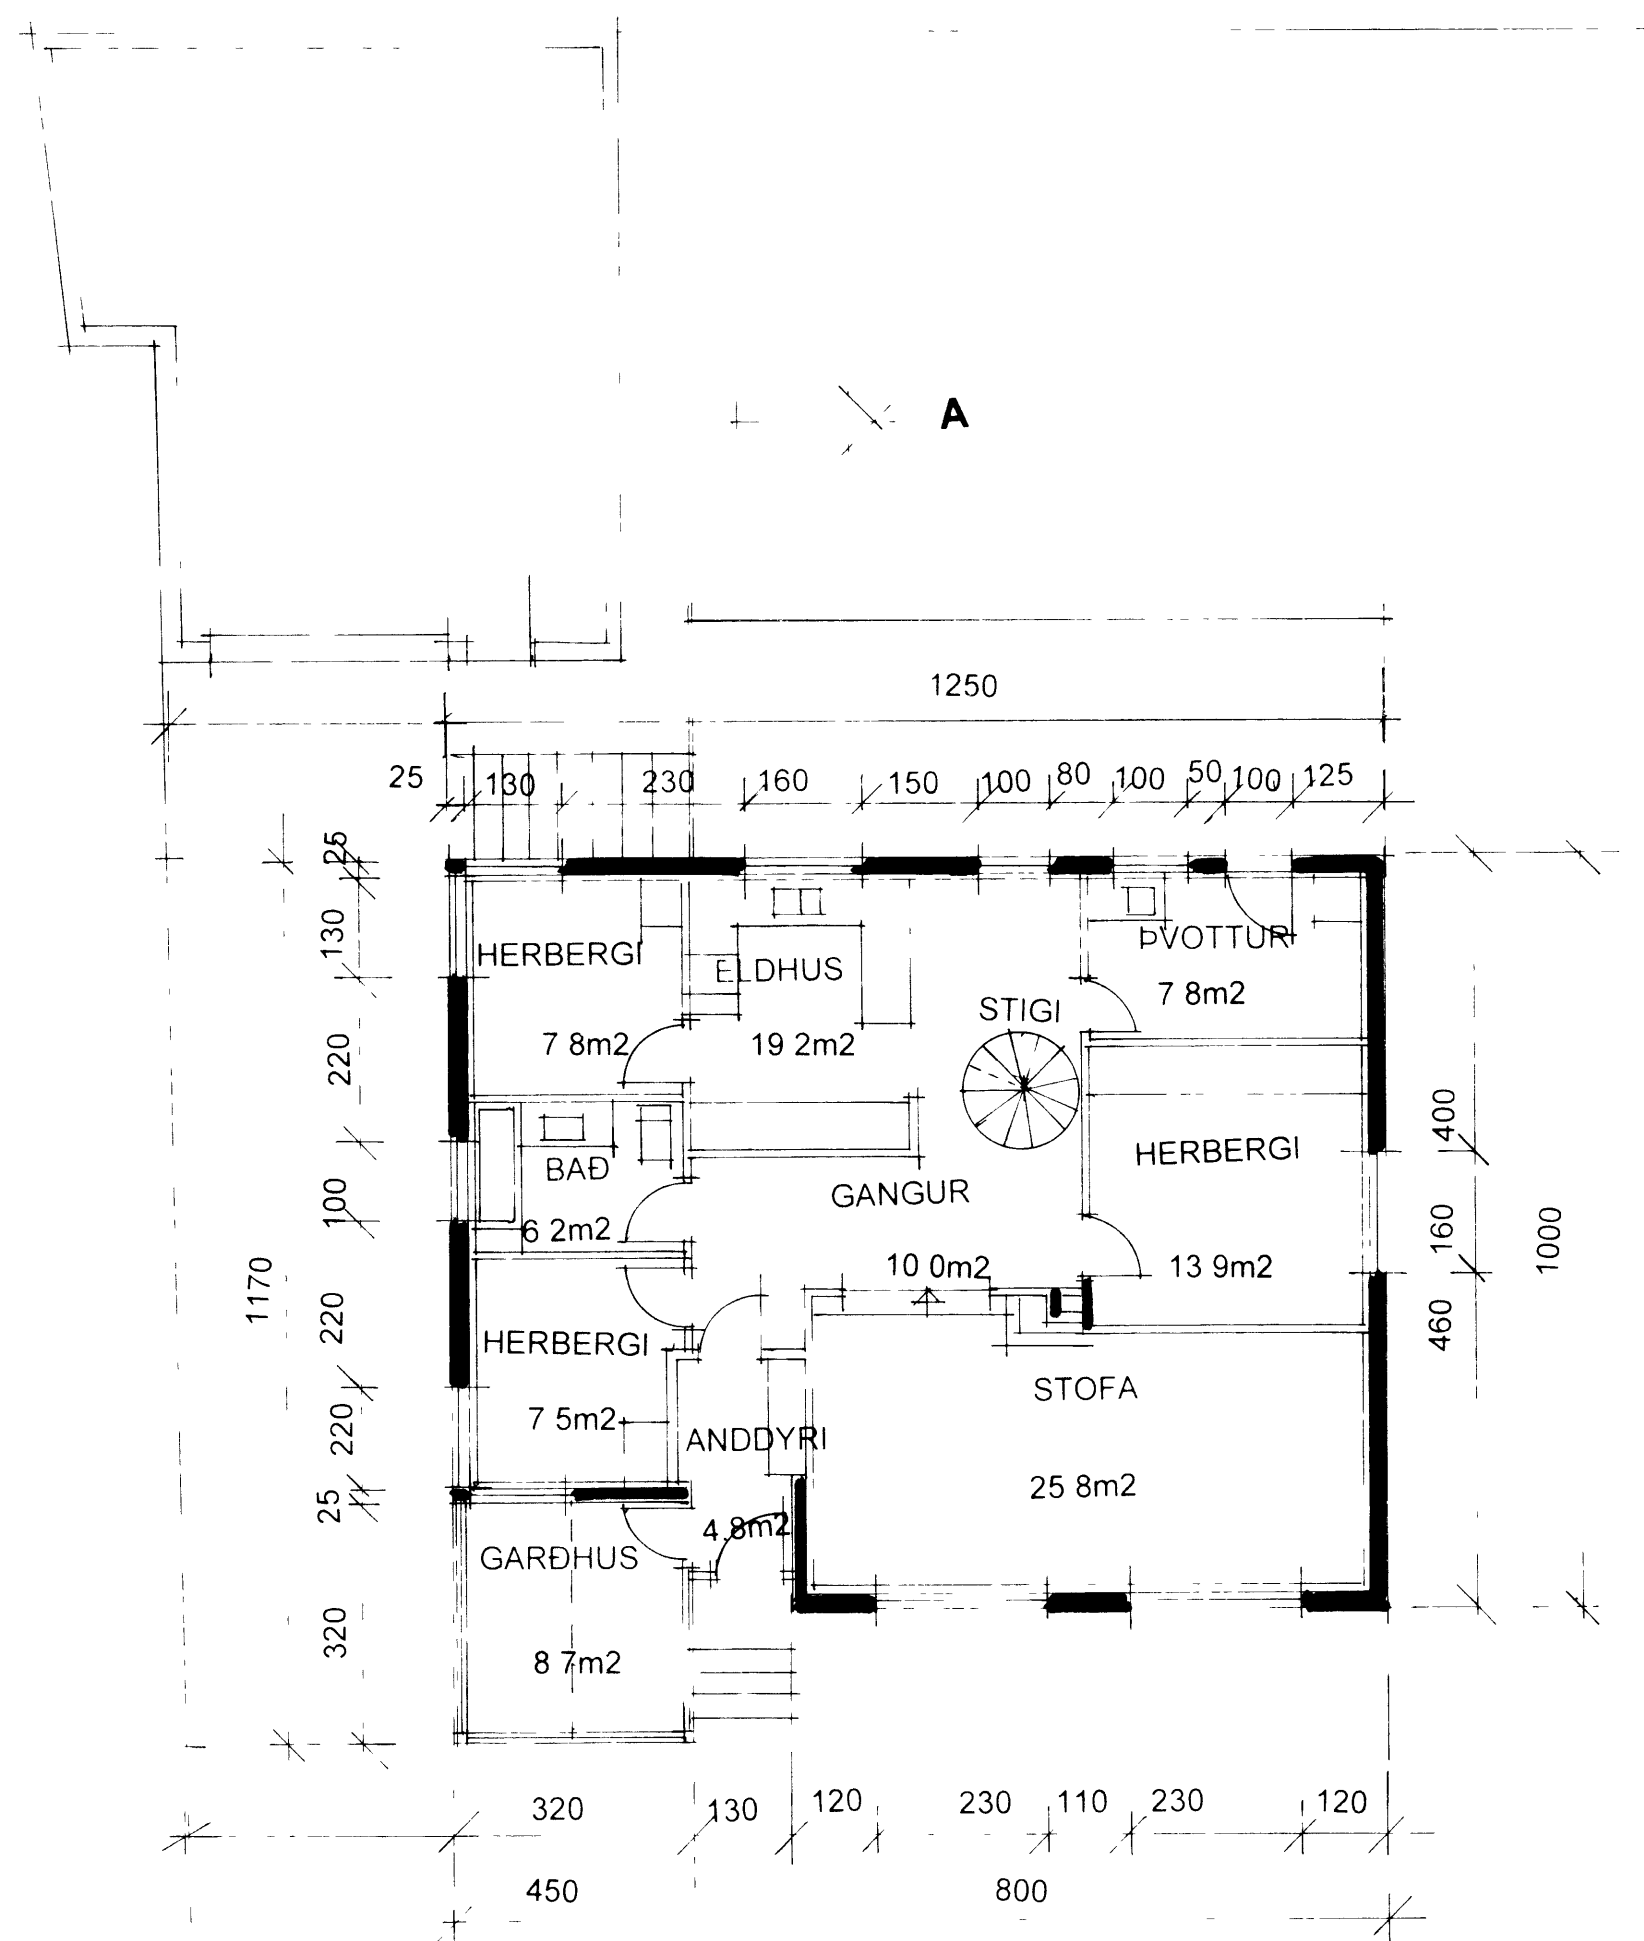 A
1250
25 130 230 160 150 100 80 100 50 100 125
25
130
220
100
220
220
25
320
1170
HERBERGI
7 8m2
ELDHUS
19 2m2
STIGI
ÞVOTTUR
7 8m2
BAÐ
6 2m2
GANGUR
10 0m2
HERBERGI
13 9m2
HERBERGI
7 5m2
ANDDYRI
4.8m2
STOFA
25 8m2
GARÐHUS
8 7m2
400
160
460
1000
320 130 120 230 110 230 120
450 800